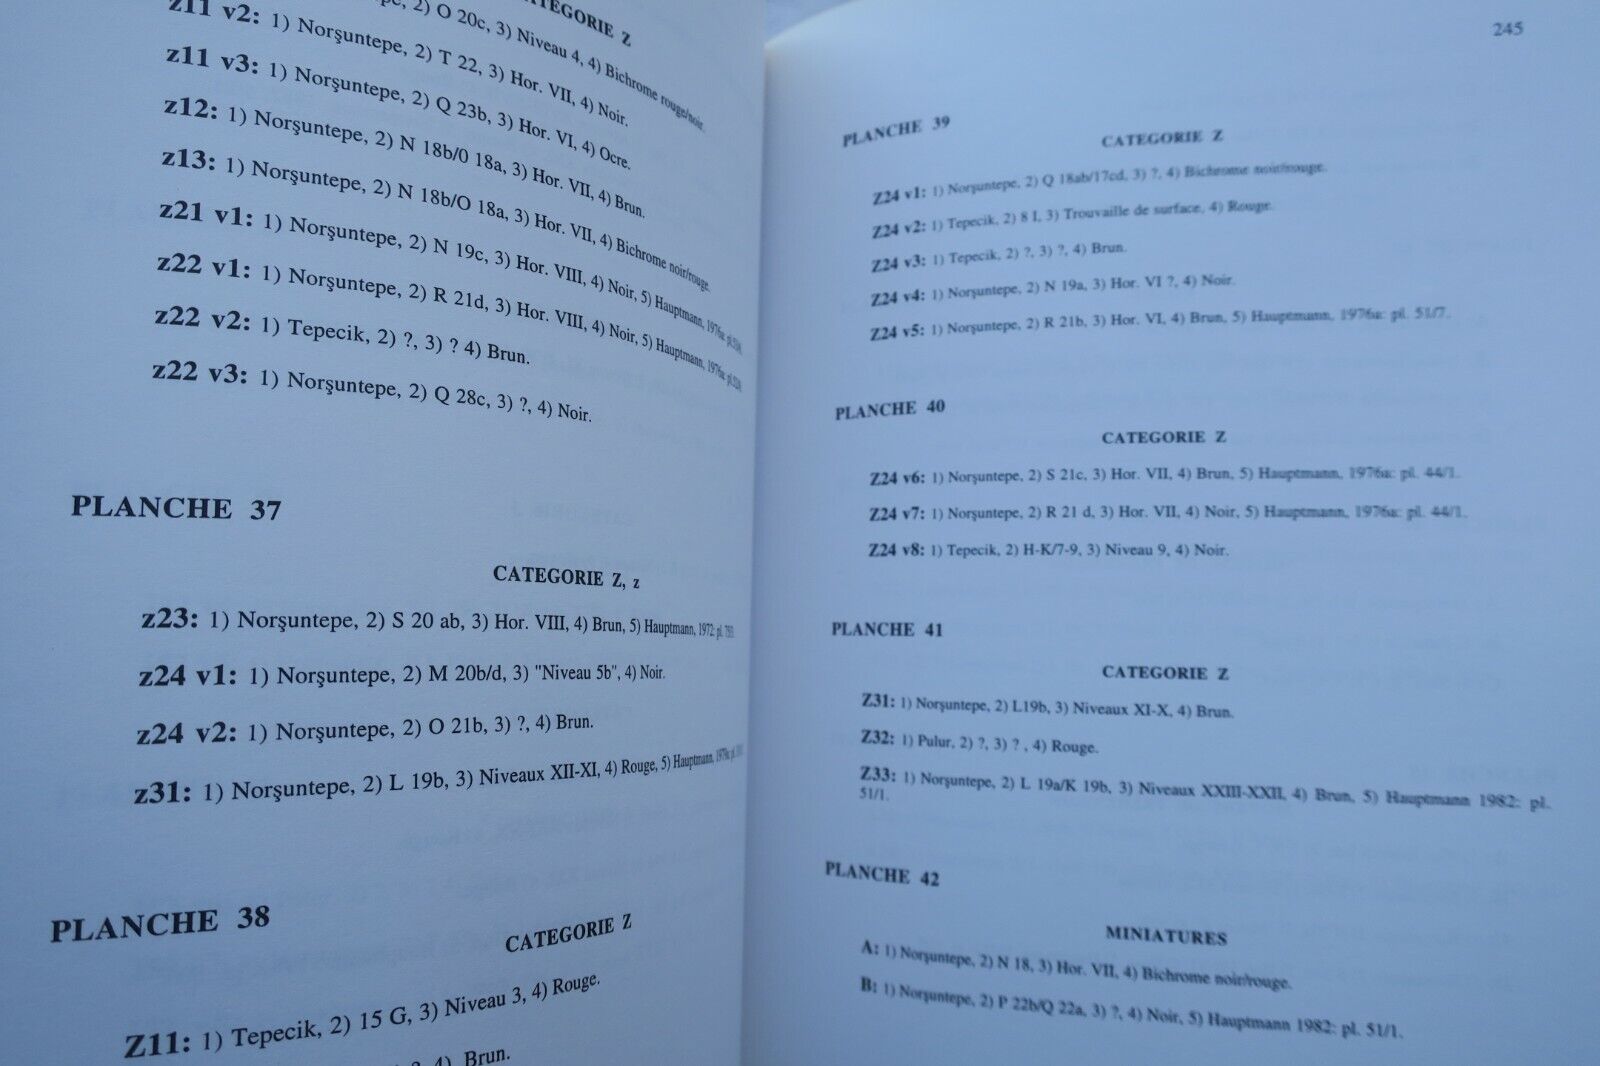 CATEGORIE Z
2) O 20c, 3) Niveau 4, 4) Bichrome rouge/noir.
z11 v2: 1) Norşuntepe, 2) T 22, 3) Hor. VII, 4) Noir.
z11 v3: 1) Norşuntepe, 2) Q 23b, 3) Hor. VI, 4) Ocre.
z12: 1) Norşuntepe, 2) N 18b/0 18a, 3) Hor. VII, 4) Brun.
z13: 1) Norşuntepe, 2) N 18b/O 18a, 3) Hor. VII, 4) Bichrome noir/rouge.
z21 v1: 1) Norşuntepe, 2) N 19c, 3) Hor. VIII, 4) Noir, 5) Hauptmann, 1976a: pl.
z22 v1: 1) Norşuntepe, 2) R 21d, 3) Hor. VIII, 4) Noir, 5) Hauptmann, 1976a: pl.
z22 v2: 1) Tepecik, 2) ?, 3) ? 4) Brun.
z22 v3: 1) Norşuntepe, 2) Q 28c, 3) ?, 4) Noir.
PLANCHE 37
CATEGORIE Z, z
z23: 1) Norşuntepe, 2) S 20 ab, 3) Hor. VIII, 4) Brun, 5) Hauptmann, 1972: pl.
z24 v1: 1) Norşuntepe, 2) M 20b/d, 3) "Niveau 5b", 4) Noir.
z24 v2: 1) Norşuntepe, 2) O 21b, 3) ?, 4) Brun.
z31: 1) Norşuntepe, 2) L 19b, 3) Niveaux XII-XI, 4) Rouge, 5) Hauptmann, pl.
PLANCHE 38
CATEGORIE Z
Z11: 1) Tepecik, 2) 15 G, 3) Niveau 3, 4) Rouge.
4) Brun.
245
PLANCHE 39
CATEGORIE Z
Z24 v1: 1) Norşuntepe, 2) Q 18ab/17cd, 3) ?, 4) Bichrome noir/rouge.
Z24 v2: 1) Tepecik, 2) 8 I, 3) Trouvaille de surface, 4) Rouge.
Z24 v3: 1) Tepecik, 2) ?, 3) ?, 4) Brun.
Z24 v4: 1) Norşuntepe, 2) N 19a, 3) Hor. VI ?, 4) Noir.
Z24 v5: 1) Norşuntepe, 2) R 21b, 3) Hor. VI, 4) Brun, 5) Hauptmann, 1976a: pl. 51/7.
PLANCHE 40
CATEGORIE Z
Z24 v6: 1) Norşuntepe, 2) S 21c, 3) Hor. VII, 4) Brun, 5) Hauptmann, 1976a: pl. 44/1.
Z24 v7: 1) Norşuntepe, 2) R 21 d, 3) Hor. VII, 4) Noir, 5) Hauptmann, 1976a: pl. 44/1.
Z24 v8: 1) Tepecik, 2) H-K/7-9, 3) Niveau 9, 4) Noir.
PLANCHE 41
CATEGORIE Z
Z31: 1) Norşuntepe, 2) L19b, 3) Niveaux XI-X, 4) Brun.
Z32: 1) Pulur, 2) ?, 3) ? , 4) Rouge.
Z33: 1) Norşuntepe, 2) L 19a/K 19b, 3) Niveaux XXIII-XXII, 4) Brun, 5) Hauptmann 1982: pl.
51/1.
PLANCHE 42
MINIATURES
A: 1) Norşuntepe, 2) N 18, 3) Hor. VII, 4) Bichrome noir/rouge.
B: 1) Norşuntepe, 2) P 22b/Q 22a, 3) ?, 4) Noir, 5) Hauptmann 1982: pl. 51/1.